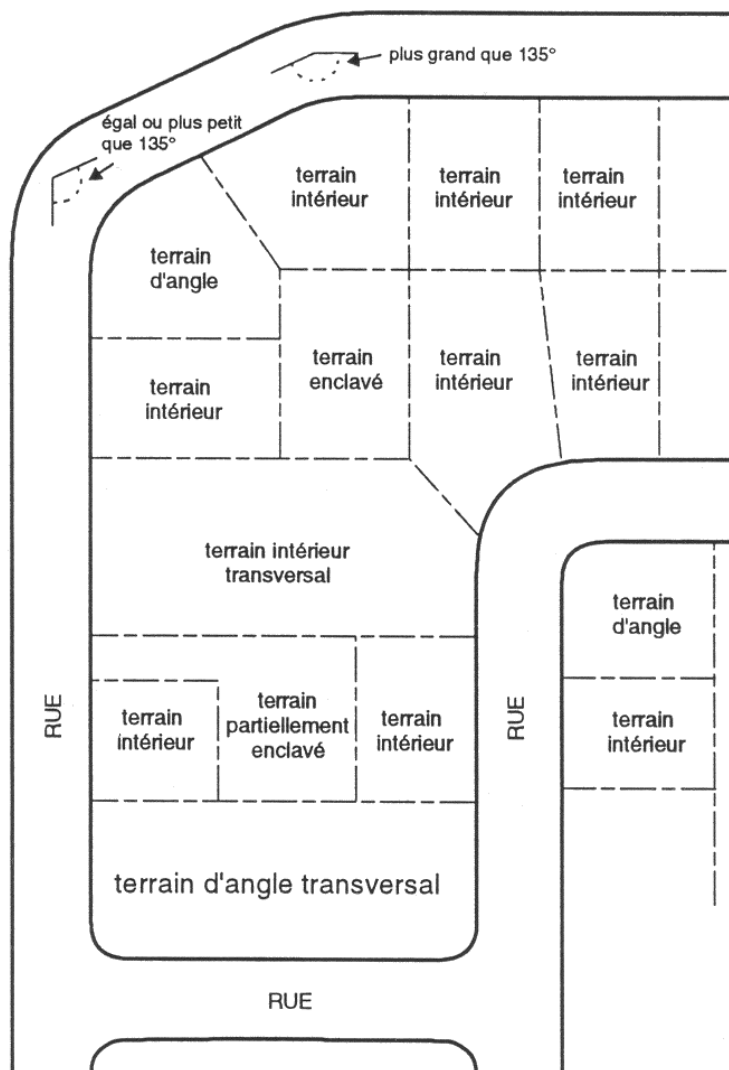 plus grand que 135°
égal ou plus petit
que 135°
terrain
intérieur
terrain
intérieur
terrain
intérieur
terrain
d'angle
terrain
enclavé
terrain
intérieur
terrain
intérieur
terrain
intérieur
terrain intérieur
transversal
terrain
d'angle
RUE
terrain
intérieur
terrain
partiellement
enclavé
terrain
intérieur
RUE
terrain
intérieur
terrain d'angle transversal
RUE